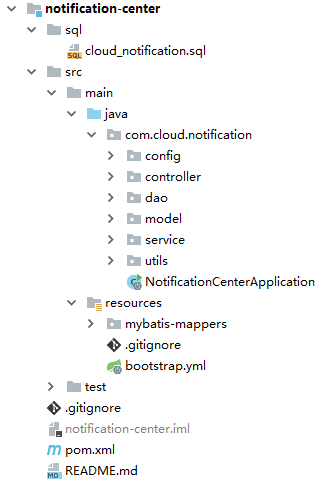 notification-center
sql
SQL
cloud_notification.sql
src
main
java
com.cloud.notification
config
controller
dao
model
service
utils
C
NotificationCenterApplication
resources
mybatis-mappers
.gitignore
bootstrap.yml
test
.gitignore
notification-center.iml
m pom.xml
MD README.md